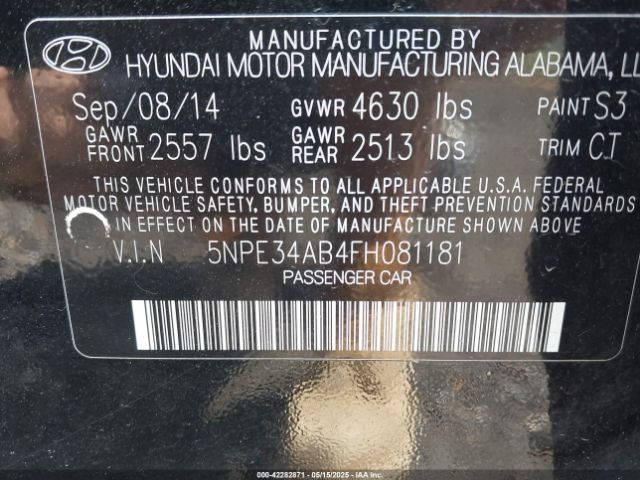 MANUFACTURED BY
HYUNDAI MOTOR MANUFACTURING ALABAMA, LL
Sep/08/14 GVWR 4630 lbs PAINT S3
GAWR FRONT 2557 lbs GAWR REAR 2513 lbs TRIM CT
THIS VEHICLE CONFORMS TO ALL APPLICABLE U.S.A. FEDERAL
MOTOR VEHICLE SAFETY, BUMPER, AND THEFT PREVENTION STANDARDS
IN EFFECT ON THE DATE OF MANUFACTURE SHOWN ABOVE.
V.I.N 5NPE34AB4FH081181
PASSENGER CAR
000-42282871 - 05/15/2025 - IAA Inc.